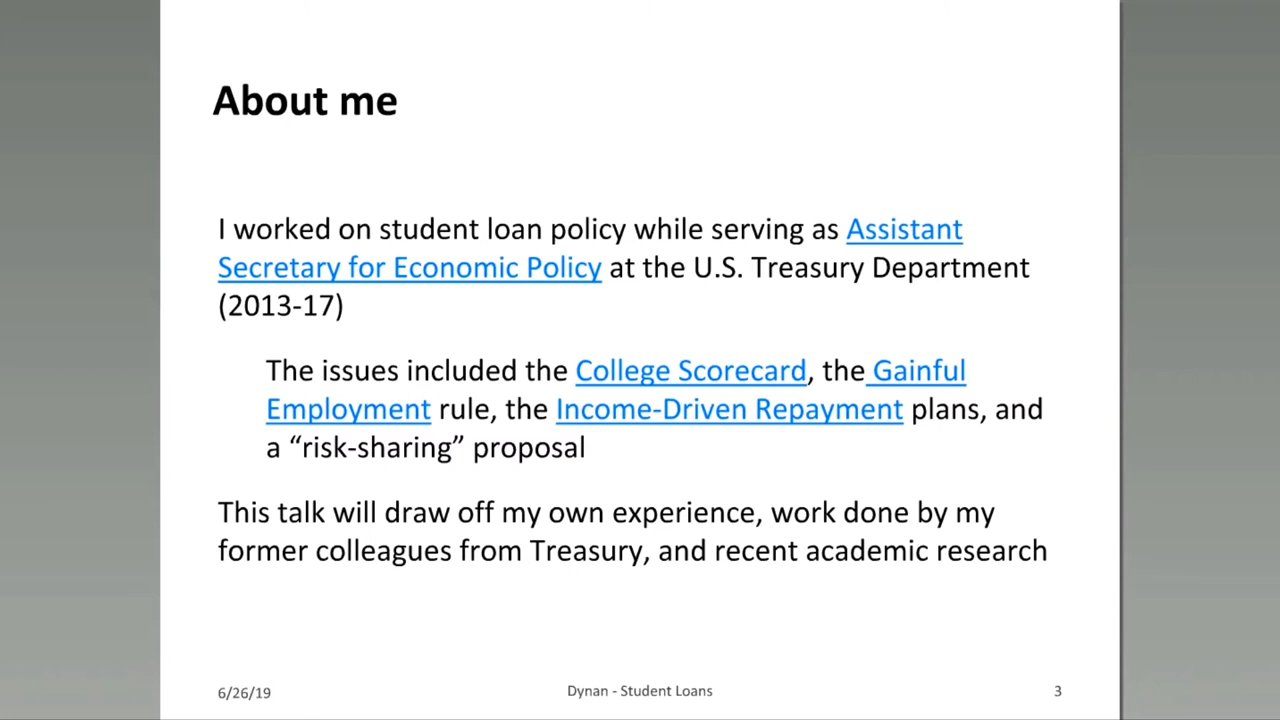 About me
I worked on student loan policy while serving as Assistant
Secretary for Economic Policy at the U.S. Treasury Department
(2013-17)
The issues included the College Scorecard, the Gainful
Employment rule, the Income-Driven Repayment plans, and
a “risk-sharing” proposal
This talk will draw off my own experience, work done by my
former colleagues from Treasury, and recent academic research
6/26/19
Dynan - Student Loans
3